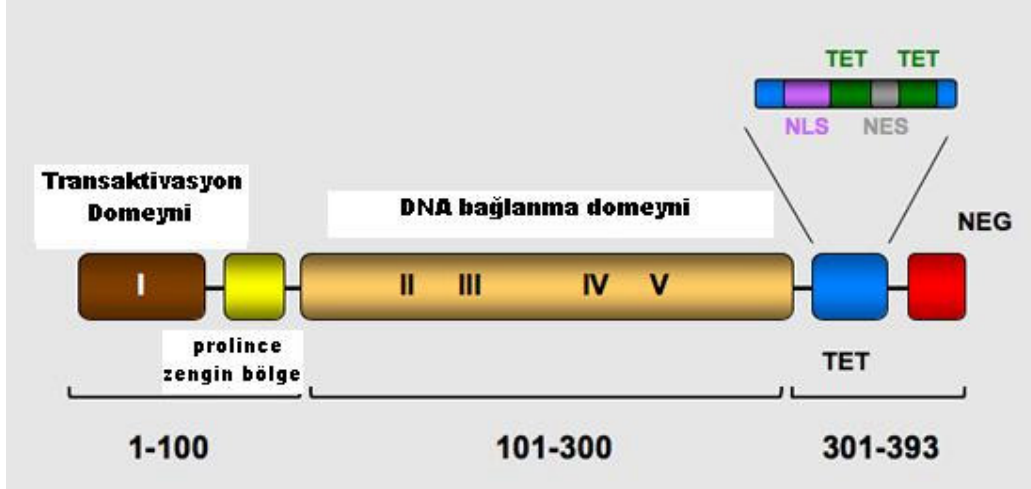 TET TET
NLS NES
Transaktivasyon
Domeyni
DNA bağlanma domeyni
NEG
I
II III IV V
prolince
zengin bölge
TET
1-100
101-300
301-393